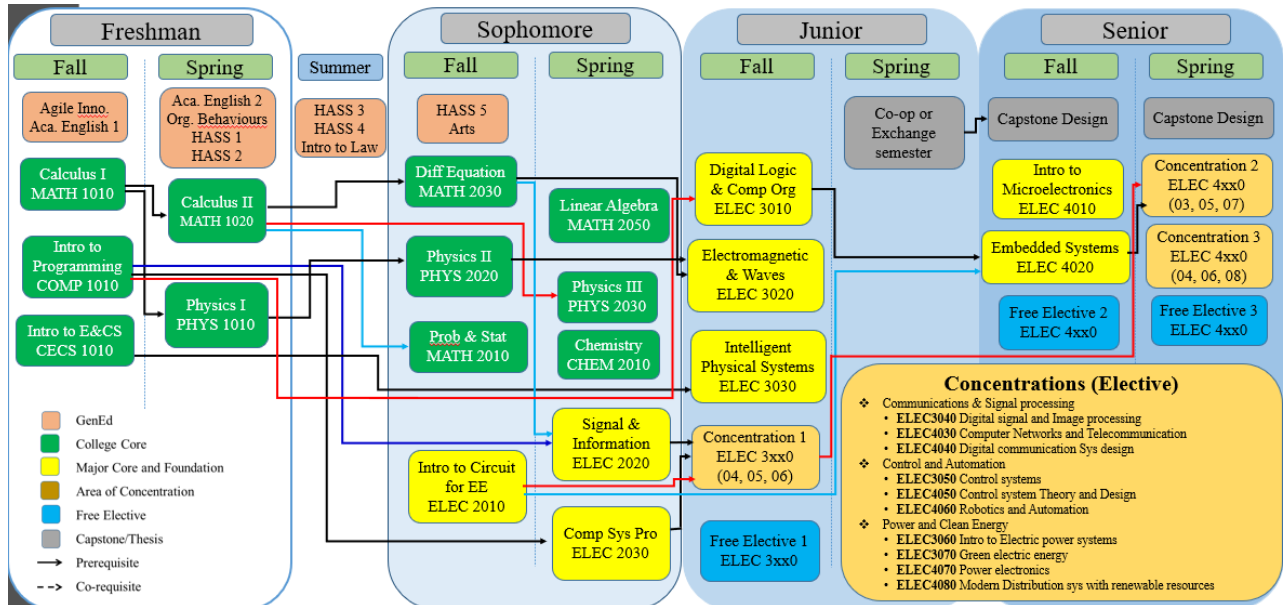 Freshman
Fall
Spring
Agile Inno.
Aca. English 1
Aca. English 2
Org. Behaviours
HASS 1
HASS 2
Calculus I
MATH 1010
Calculus II
MATH 1020
Intro to
Programming
COMP 1010
Physics I
PHYS 1010
Intro to E&CS
CECS 1010
GenEd
College Core
Major Core and Foundation
Area of Concentration
Free Elective
Capstone/Thesis
Prerequisite
Co-requisite
Summer
HASS 3
HASS 4
Intro to Law
Sophomore
Fall
Spring
HASS 5
Arts
Diff Equation
MATH 2030
Linear Algebra
MATH 2050
Physics II
PHYS 2020
Physics III
PHYS 2030
Prob & Stat
MATH 2010
Chemistry
CHEM 2010
Signal &
Information
ELEC 2020
Intro to Circuit
for EE
ELEC 2010
Comp Sys Pro
ELEC 2030
Junior
Fall
Spring
Co-op or
Exchange
semester
Digital Logic
& Comp Org
ELEC 3010
Electromagnetic
& Waves
ELEC 3020
Intelligent
Physical Systems
ELEC 3030
Concentration 1
ELEC 3xx0
(04, 05, 06)
Free Elective 1
ELEC 3xx0
Senior
Fall
Spring
Capstone Design
Capstone Design
Intro to
Microelectronics
ELEC 4010
Concentration 2
ELEC 4xx0
(03, 05, 07)
Embedded Systems
ELEC 4020
Concentration 3
ELEC 4xx0
(04, 06, 08)
Free Elective 2
ELEC 4xx0
Free Elective 3
ELEC 4xx0
Concentrations (Elective)
❖ Communications & Signal processing
• ELEC3040 Digital signal and Image processing
• ELEC4030 Computer Networks and Telecommunication
• ELEC4040 Digital communication Sys design
❖ Control and Automation
• ELEC3050 Control systems
• ELEC4050 Control system Theory and Design
• ELEC4060 Robotics and Automation
❖ Power and Clean Energy
• ELEC3060 Intro to Electric power systems
• ELEC3070 Green electric energy
• ELEC4070 Power electronics
• ELEC4080 Modern Distribution sys with renewable resources